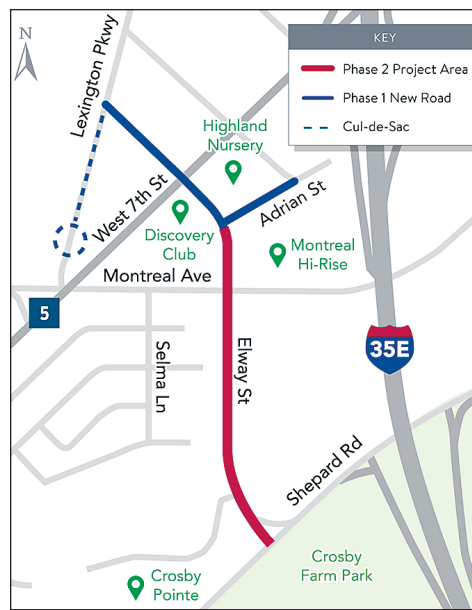 N
Lexington Pkwy
KEY
Phase 2 Project Area
Phase 1 New Road
Cul-de-Sac
Highland
Nursery
West 7th St
Adrian St
Discovery
Club
Montreal
Hi-Rise
Montreal Ave
5
35E
Selma Ln
Elway St
Shepard Rd
Crosby
Farm Park
Crosby
Pointe